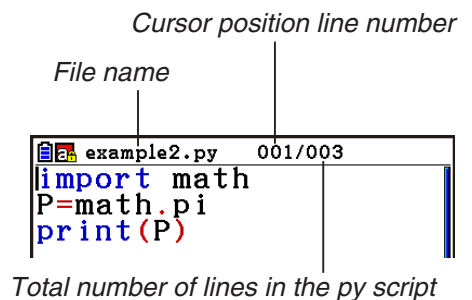 Cursor position line number
File name
a example2.py 001/003
import math
P=math.pi
print(P)
Total number of lines in the py script